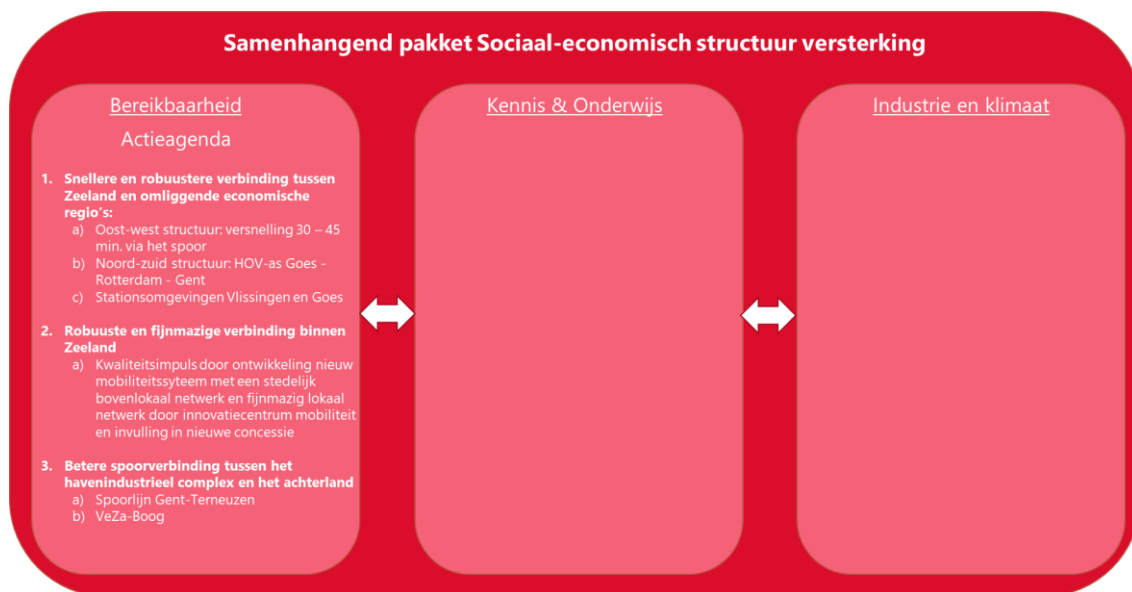 Samenhangend pakket Sociaal-economisch structuur versterking
Bereikbaarheid
Actieagenda
1. Snellere en robuustere verbinding tussen
Zeeland en omliggende economische
regio's:
a) Oost-west structuur: versnelling 30 – 45
min. via het spoor
b) Noord-zuid structuur: HOV-as Goes -
Rotterdam - Gent
c) Stationsomgevingen Vlissingen en Goes
2. Robuuste en fijnmazige verbinding binnen
Zeeland
a) Kwaliteitsimpuls door ontwikkeling nieuw
mobiliteitssyteem met een stedelijk
bovenlokaal netwerk en fijnmazig lokaal
netwerk door innovatiecentrum mobiliteit
en invulling in nieuwe concessie
3. Betere spoorverbinding tussen het
havenindustrieel complex en het achterland
a) Spoorlijn Gent-Terneuzen
b) VeZa-Boog
Kennis & Onderwijs
Industrie en klimaat